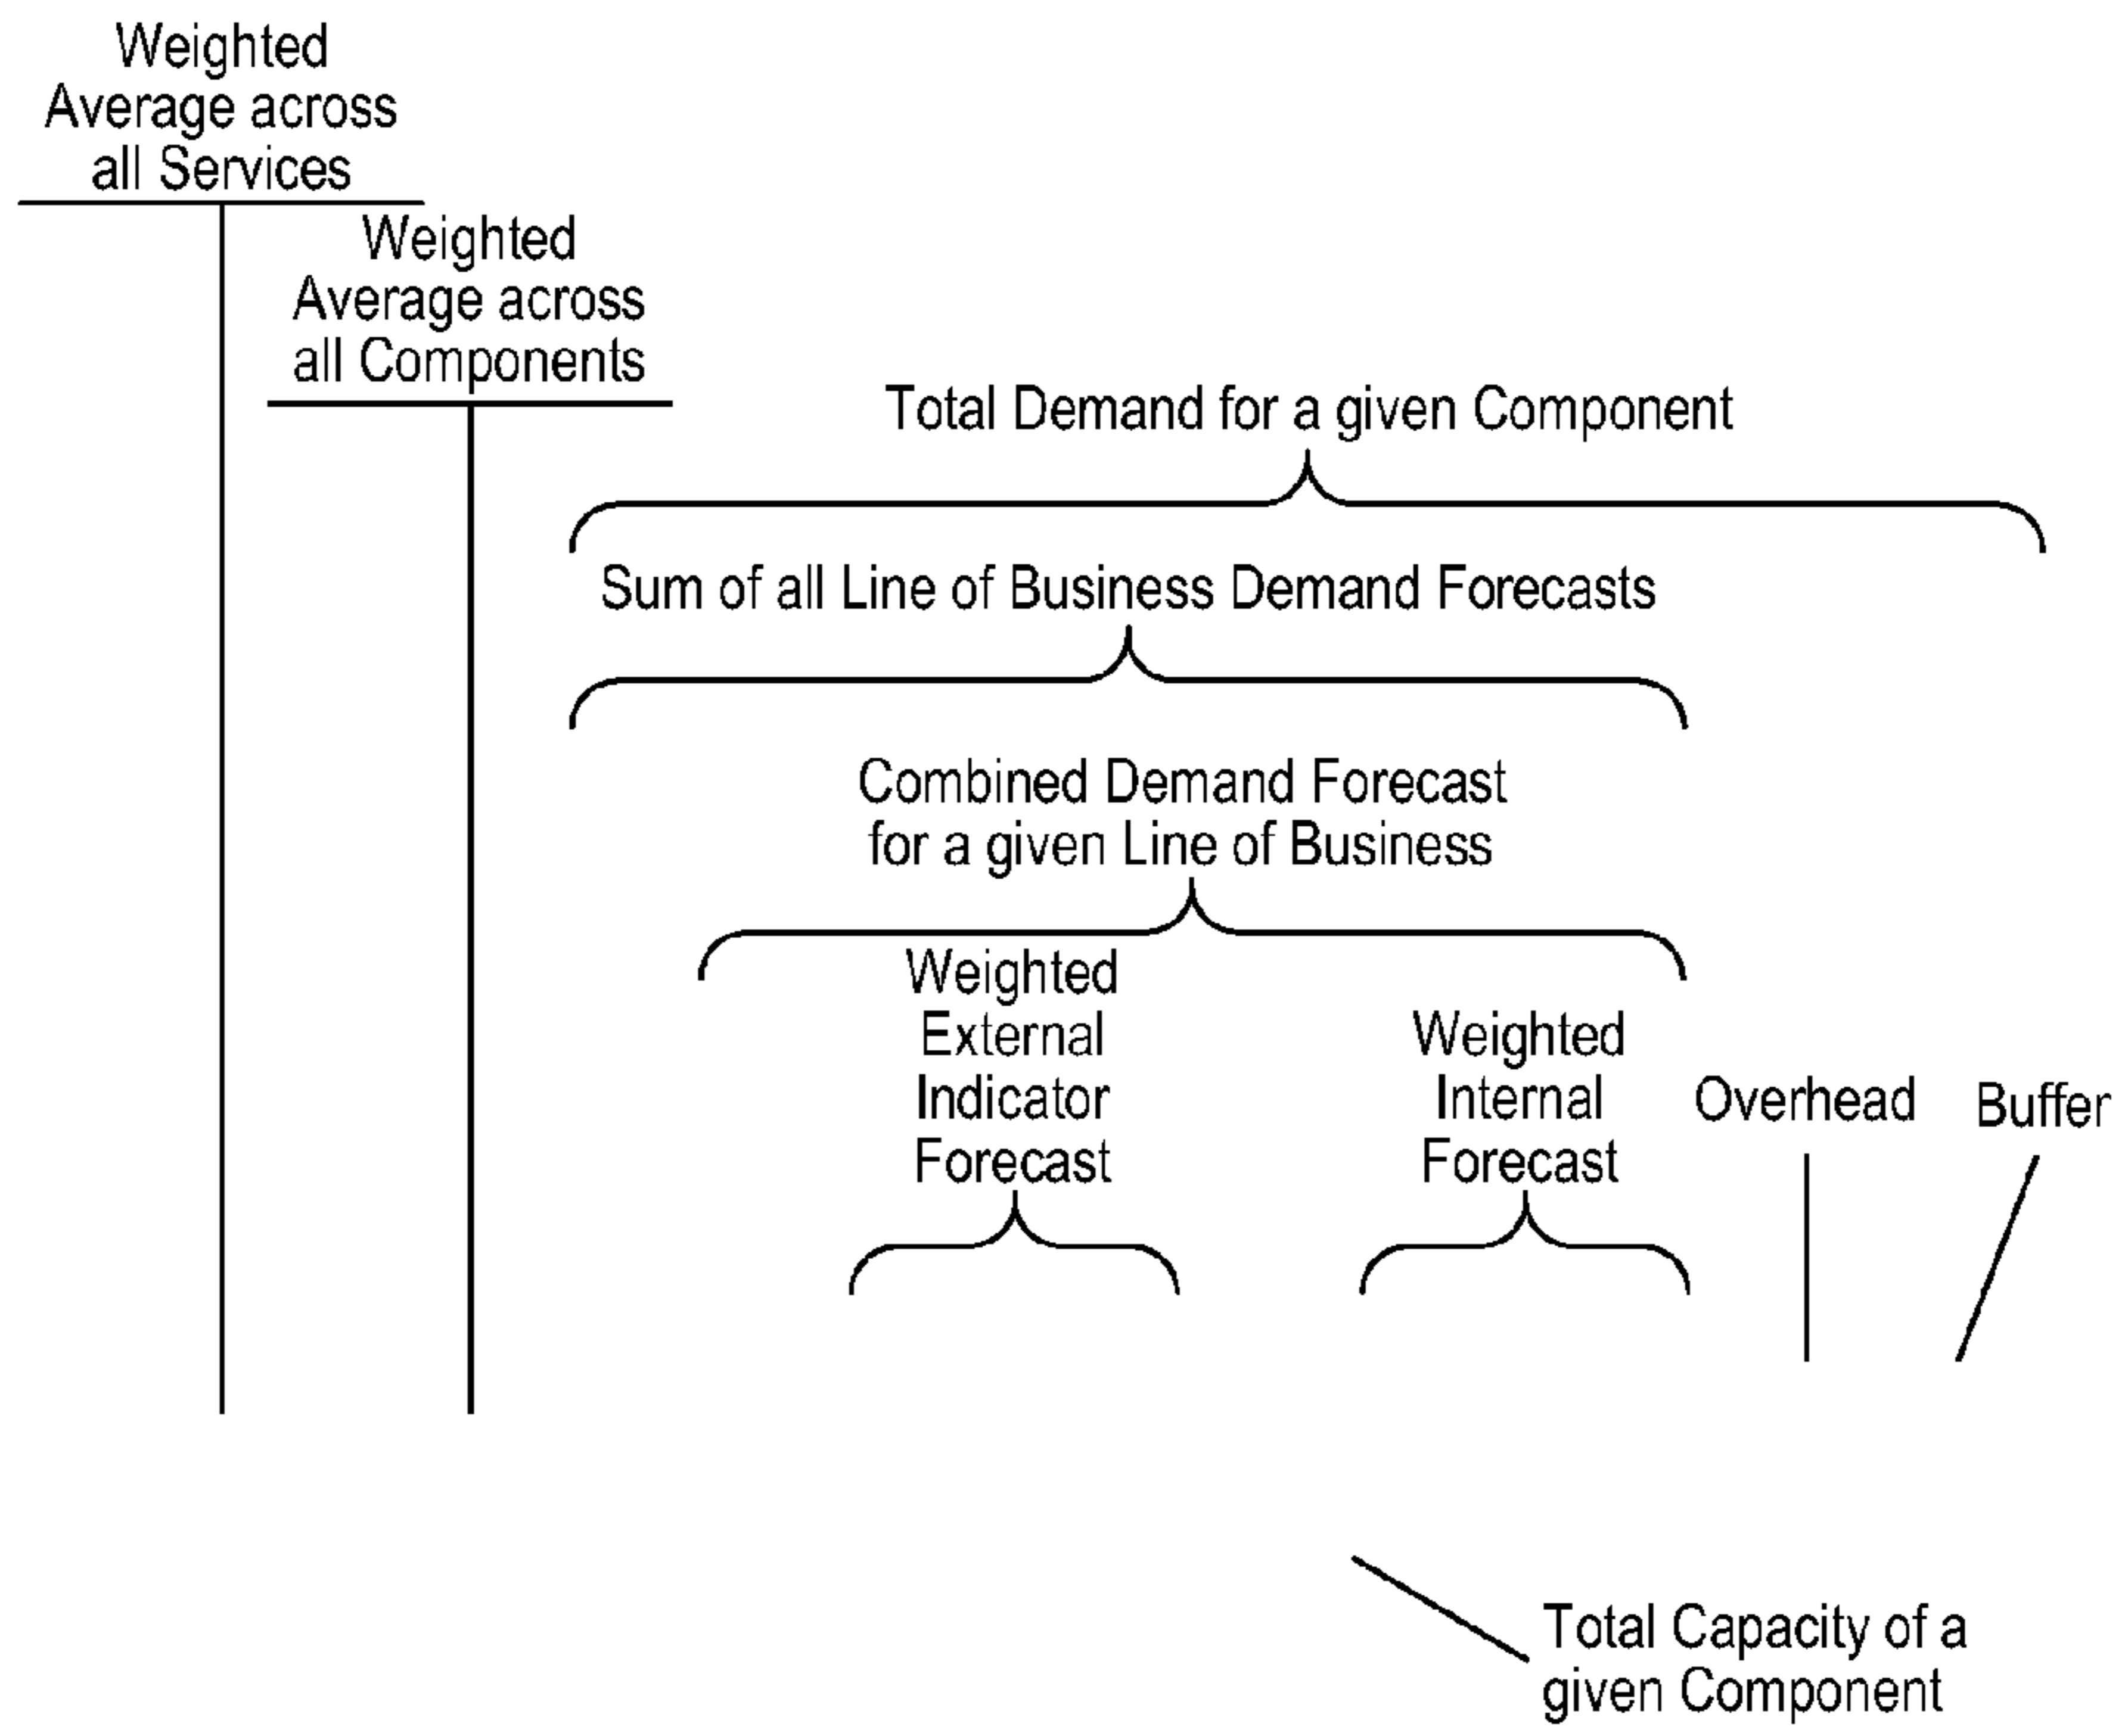 Weighted
Average across
all Services
Weighted
Average across
all Components
Total Demand for a given Component
Sum of all Line of Business Demand Forecasts
Combined Demand Forecast
for a given Line of Business
Weighted
External
Indicator
Forecast
Weighted
Internal
Forecast
Overhead
Buffer
Total Capacity of a
given Component